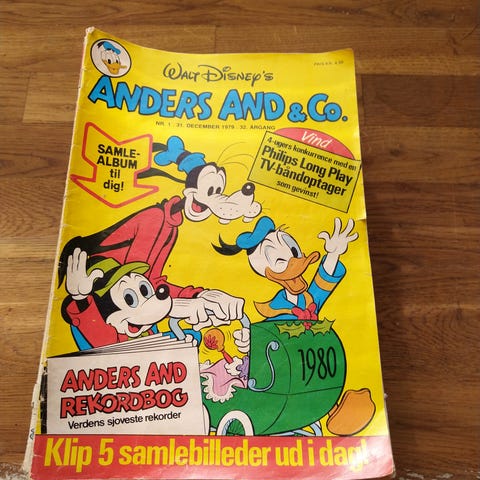 WALT DISNEY'S
ANDERS AND & CO.
NR. 1 . 31. DECEMBER 1979 . 32. ÅRGANG
SAMLE-
ALBUM
til
dig!
Vind
4-ugers konkurrence med en
Philips Long Play
TV-båndoptager
som gevinst!
1980
ANDERS AND
REKORDBOG
Verdens sjoveste rekorder
Klip 5 samlebilleder ud i dag!